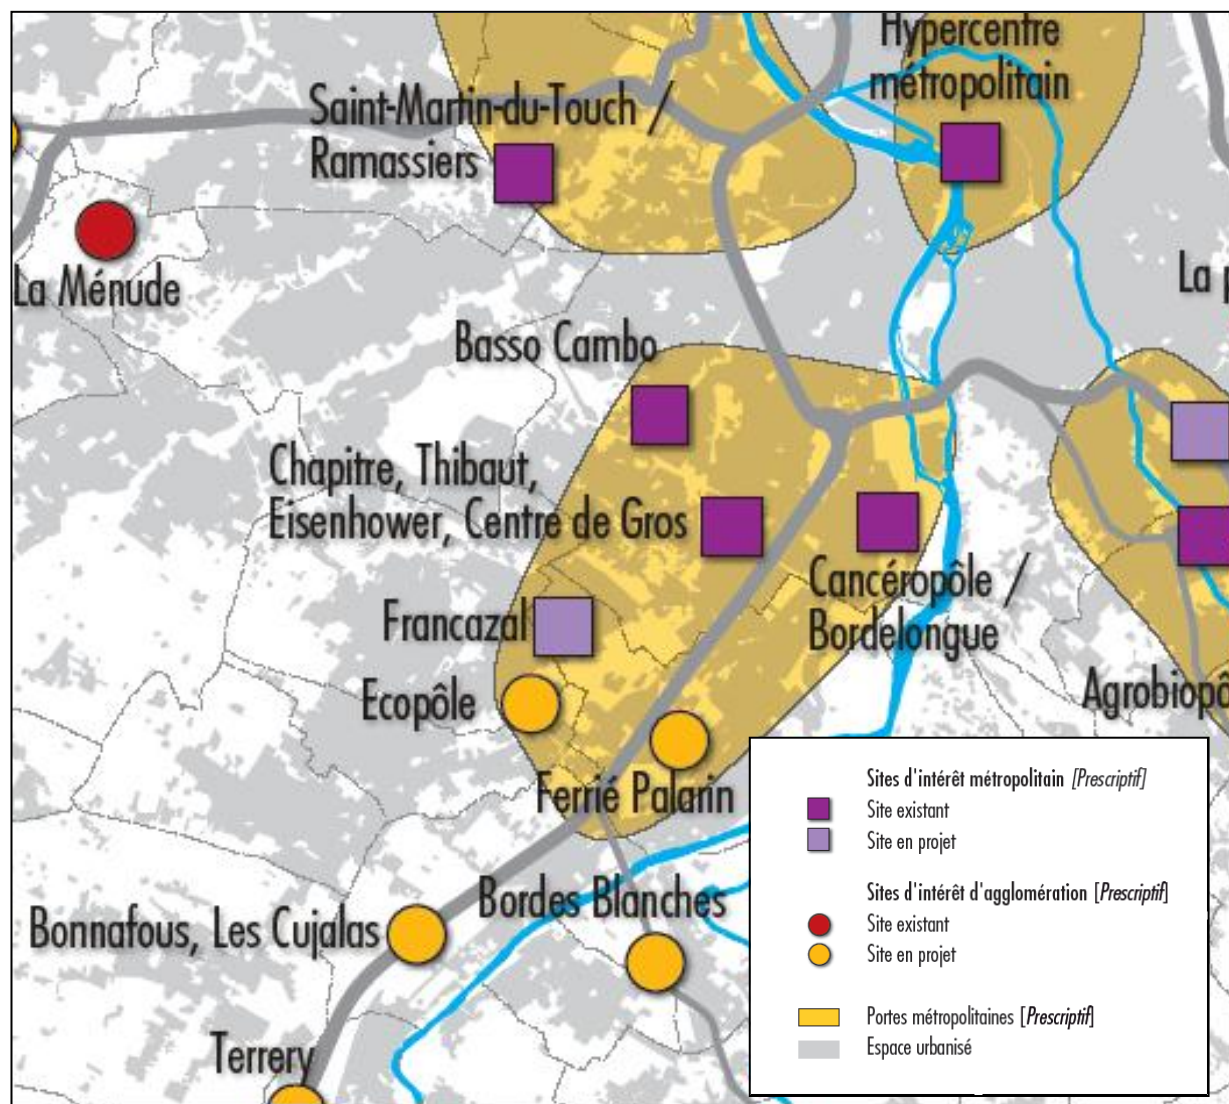 Hypercentre
métropolitain
Saint-Martin-du-Touch /
Ramassiers
La Ménude
La
Basso Cambo
Chapitre, Thibaut,
Eisenhower, Centre de Gros
Cancéropôle /
Bordelongue
Francazal
Ecopôle
Agrobiopô
Ferrié Palarin
Bordes Blanches
Bonnafous, Les Cujalas
Terrery
Sites d'intérêt métropolitain [Prescriptif]
Site existant
Site en projet
Sites d'intérêt d'agglomération [Prescriptif]
Site existant
Site en projet
Portes métropolitaines [Prescriptif]
Espace urbanisé